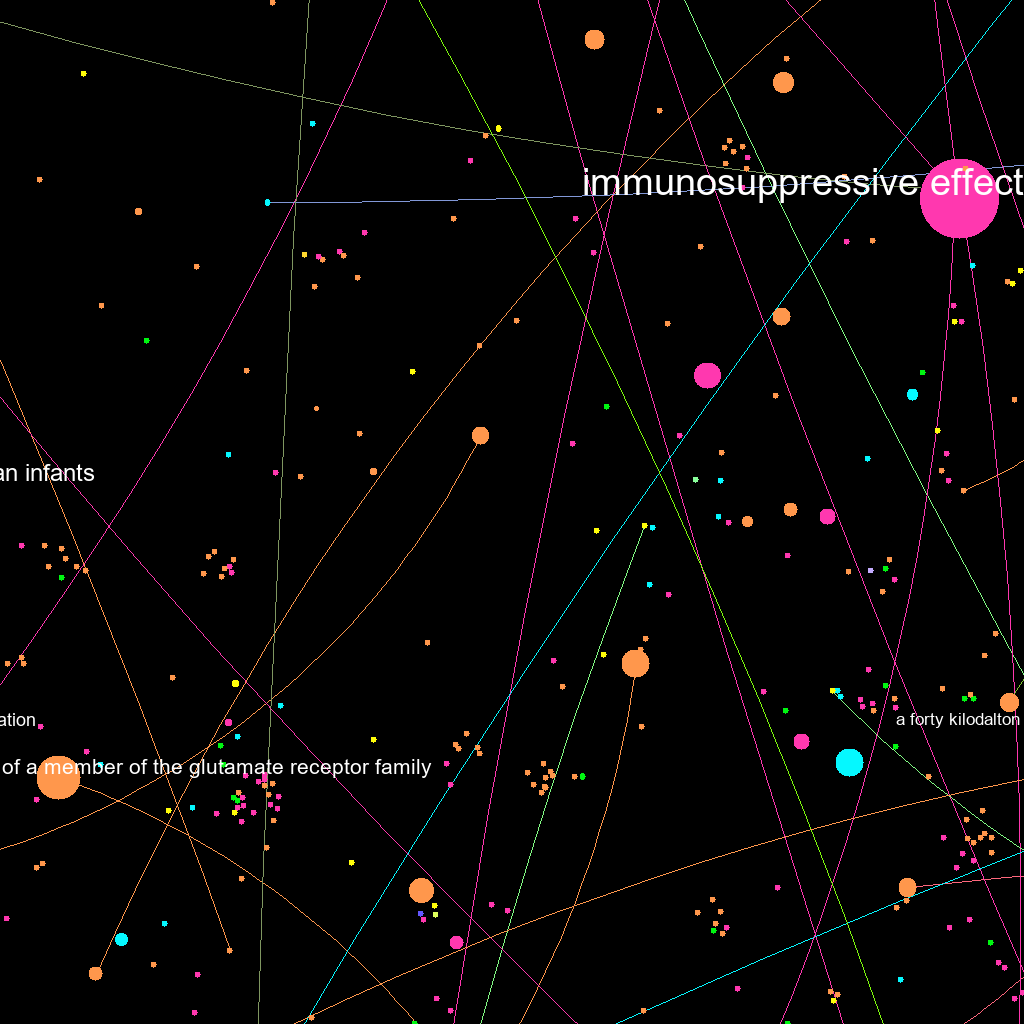 immunosuppressive effect
an infants
ation
a forty kilodalton
of a member of the glutamate receptor family